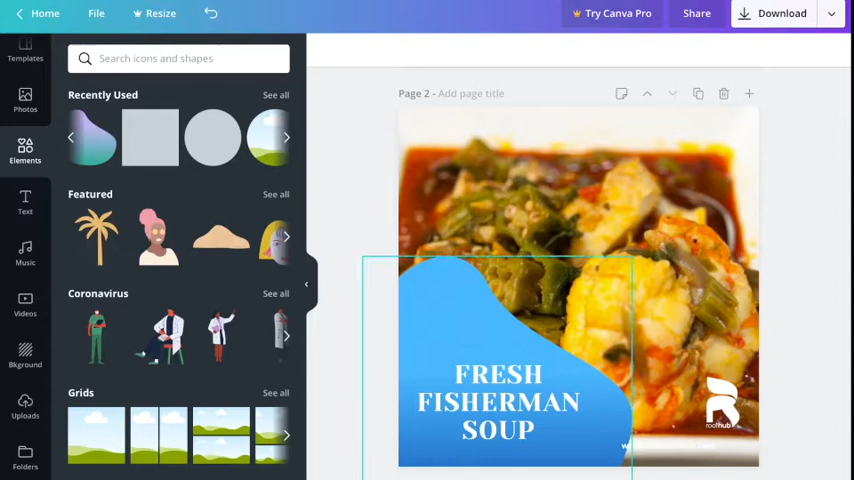 Home
File
Resize
Try Canva Pro
Share
Download
Templates
Photos
Elements
Text
Music
Videos
Bkground
Uploads
Folders
Search icons and shapes
Recently Used
See all
Featured
See all
Coronavirus
See all
Grids
See all
Page 2 - Add page title
FRESH
FISHERMAN
SOUP
roothub